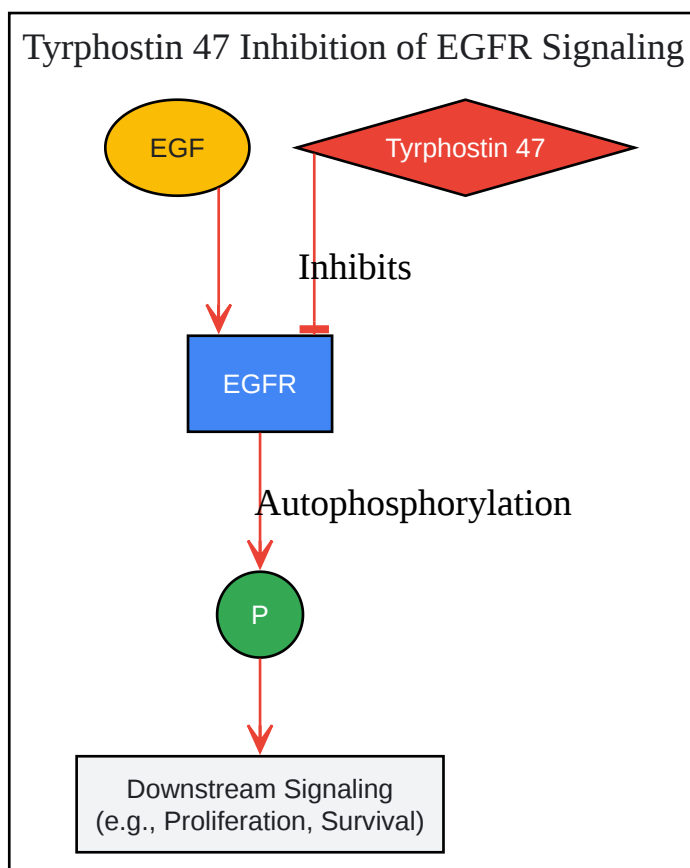 Tyrphostin 47 Inhibition of EGFR Signaling
EGF
Tyrphostin 47
Inhibits
EGFR
Autophosphorylation
P
Downstream Signaling
(e.g., Proliferation, Survival)